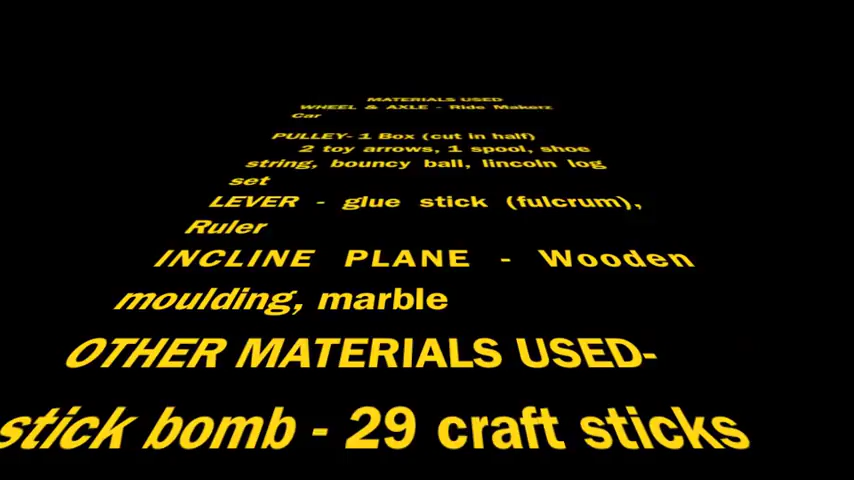 MATERIALS USED
WHEEL & AXLE - Ride Makerz
Car
PULLEY- 1 Box (cut in half)
2 toy arrows, 1 spool, shoe
string, bouncy ball, lincoln log
set
LEVER - glue stick (fulcrum),
Ruler
INCLINE PLANE - Wooden
moulding, marble
OTHER MATERIALS USED-
stick bomb - 29 craft sticks